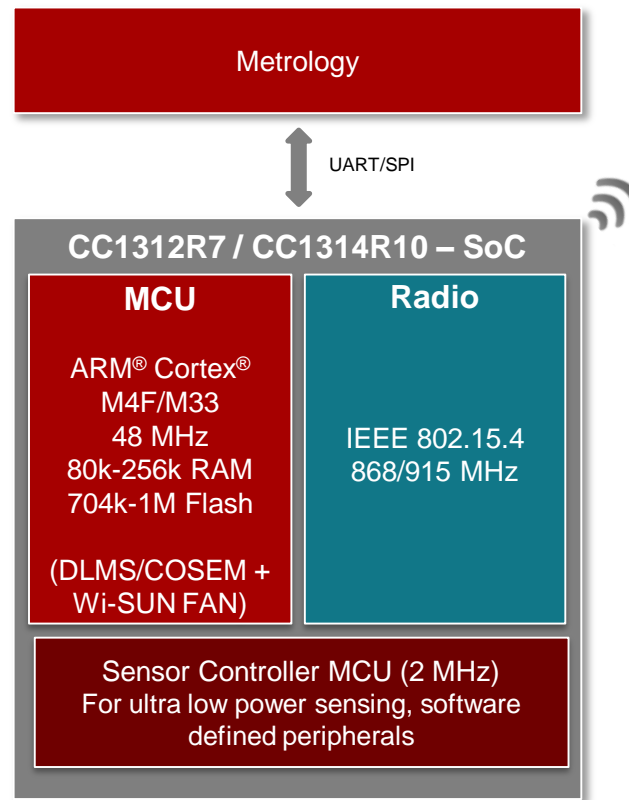 Metrology
UART/SPI
CC1312R7 / CC1314R10 – SoC
MCU
ARM® Cortex®
M4F/M33
48 MHz
80k-256k RAM
704k-1M Flash
(DLMS/COSEM +
Wi-SUN FAN)
Radio
IEEE 802.15.4
868/915 MHz
Sensor Controller MCU (2 MHz)
For ultra low power sensing, software
defined peripherals